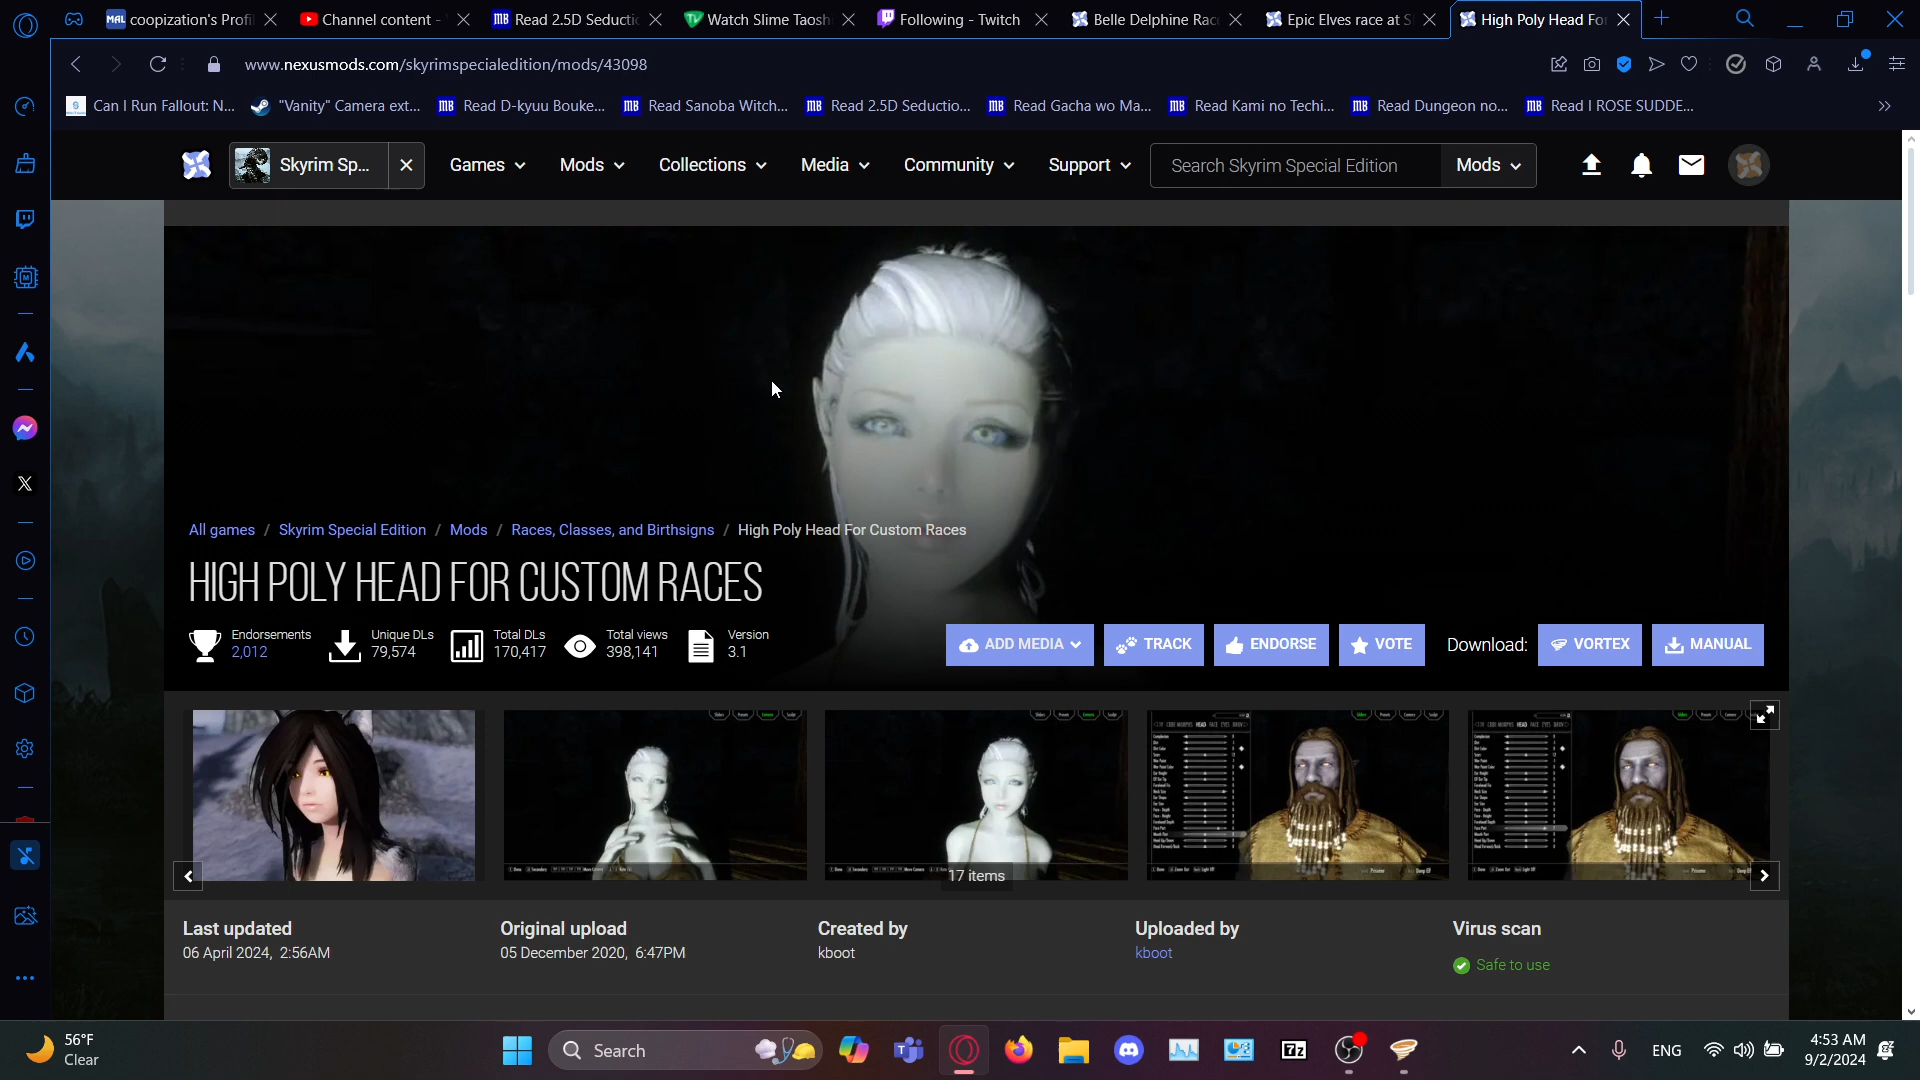 coopization's Profi
Channel content -
Read 2.5D Seductio
Watch Slime Taosh
Following - Twitch
Belle Delphine Rac
Epic Elves race at S
High Poly Head Fo
www.nexusmods.com/skyrimspecialedition/mods/43098
Can I Run Fallout: N...
"Vanity" Camera ext...
Read D-kyuu Bouke...
Read Sanoba Witch...
Read 2.5D Seductio...
Read Gacha wo Ma...
Read Kami no Techi...
Read Dungeon no...
Read I ROSE SUDDE...
Skyrim Sp...
Games
Mods
Collections
Media
Community
Support
Search Skyrim Special Edition
Mods
All games / Skyrim Special Edition / Mods / Races, Classes, and Birthsigns / High Poly Head For Custom Races
HIGH POLY HEAD FOR CUSTOM RACES
Endorsements
2,012
Unique DLs
79,574
Total DLs
170,417
Total views
398,141
Version
3.1
ADD MEDIA
TRACK
ENDORSE
VOTE
Download:
VORTEX
MANUAL
17 items
Last updated
06 April 2024, 2:56AM
Original upload
05 December 2020, 6:47PM
Created by
kboot
Uploaded by
kboot
Virus scan
Safe to use
56°F
Clear
Search
ENG
4:53 AM
9/2/2024